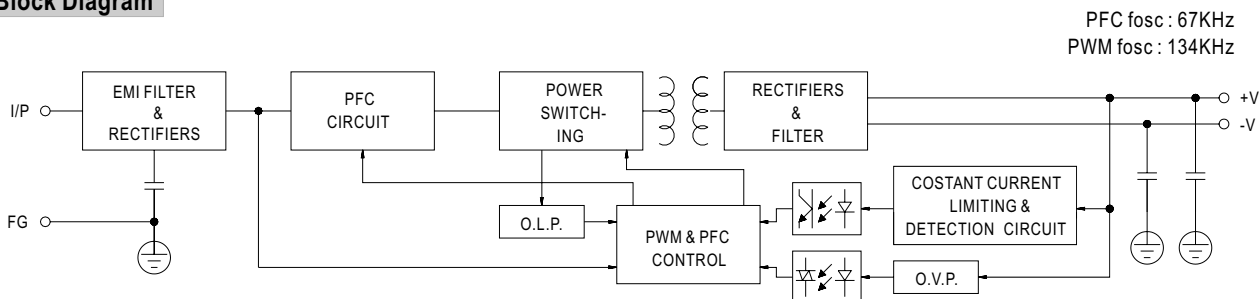 Block Diagram
PFC fosc : 67KHz
PWM fosc : 134KHz
I/P
EMI FILTER
&
RECTIFIERS
PFC
CIRCUIT
POWER
SWITCH-
ING
RECTIFIERS
&
FILTER
+V
-V
COSTANT CURRENT
LIMITING &
DETECTION CIRCUIT
FG
O.L.P.
PWM & PFC
CONTROL
O.V.P.